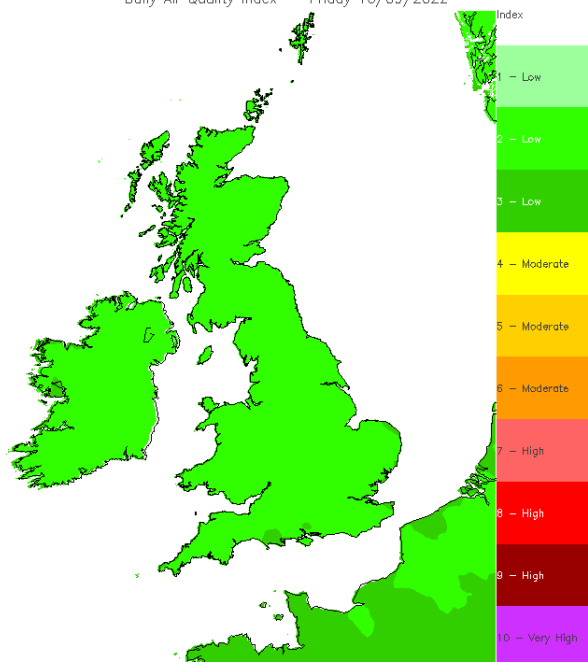 Daily Air Quality Index
Index
1 - Low
2 - Low
3 - Low
4 - Moderate
5 - Moderate
6 - Moderate
7 - High
8 - High
9 - High
10 - Very High